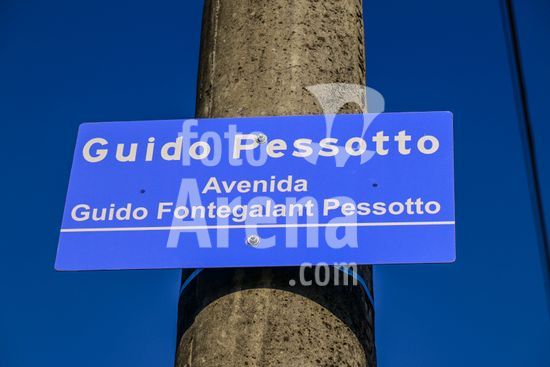 Guido Pessotto
Avenida
Guido Fontegalant Pessotto
foto
Arena
.com